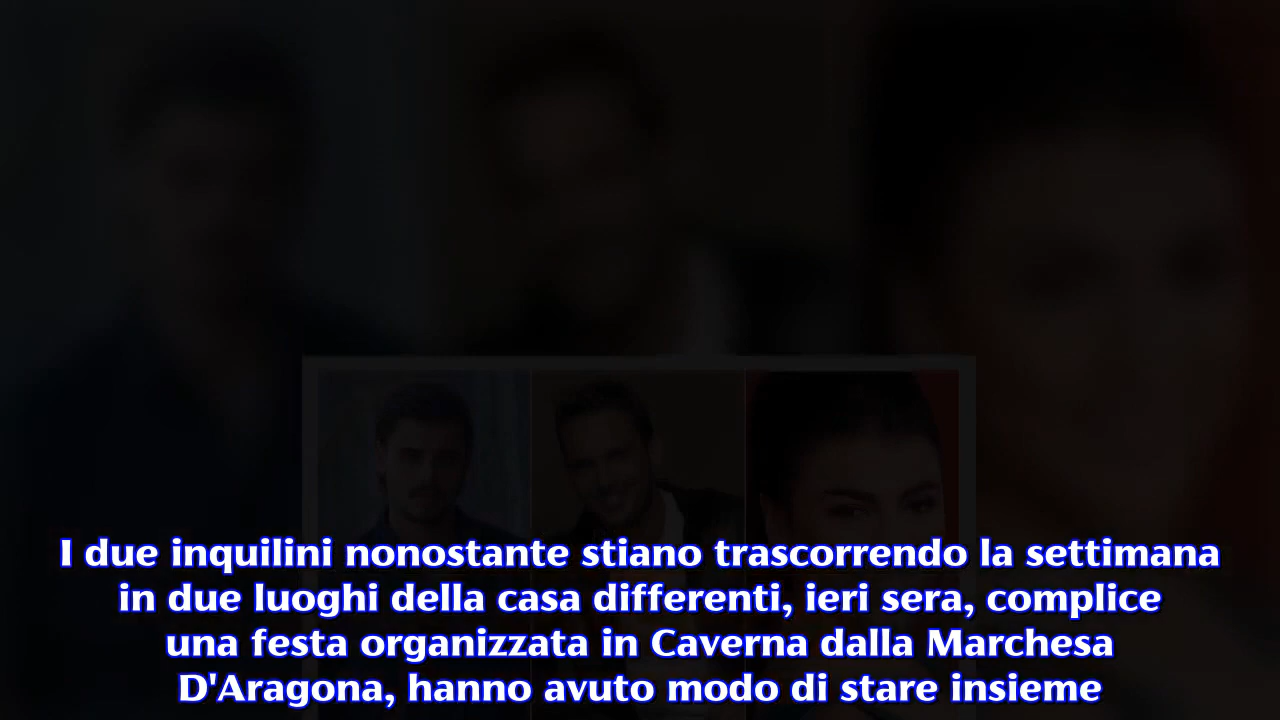 I due inquilini nonostante stiano trascorrendo la settimana
in due luoghi della casa differenti, ieri sera, complice
una festa organizzata in Caverna dalla Marchesa
D'Aragona, hanno avuto modo di stare insieme